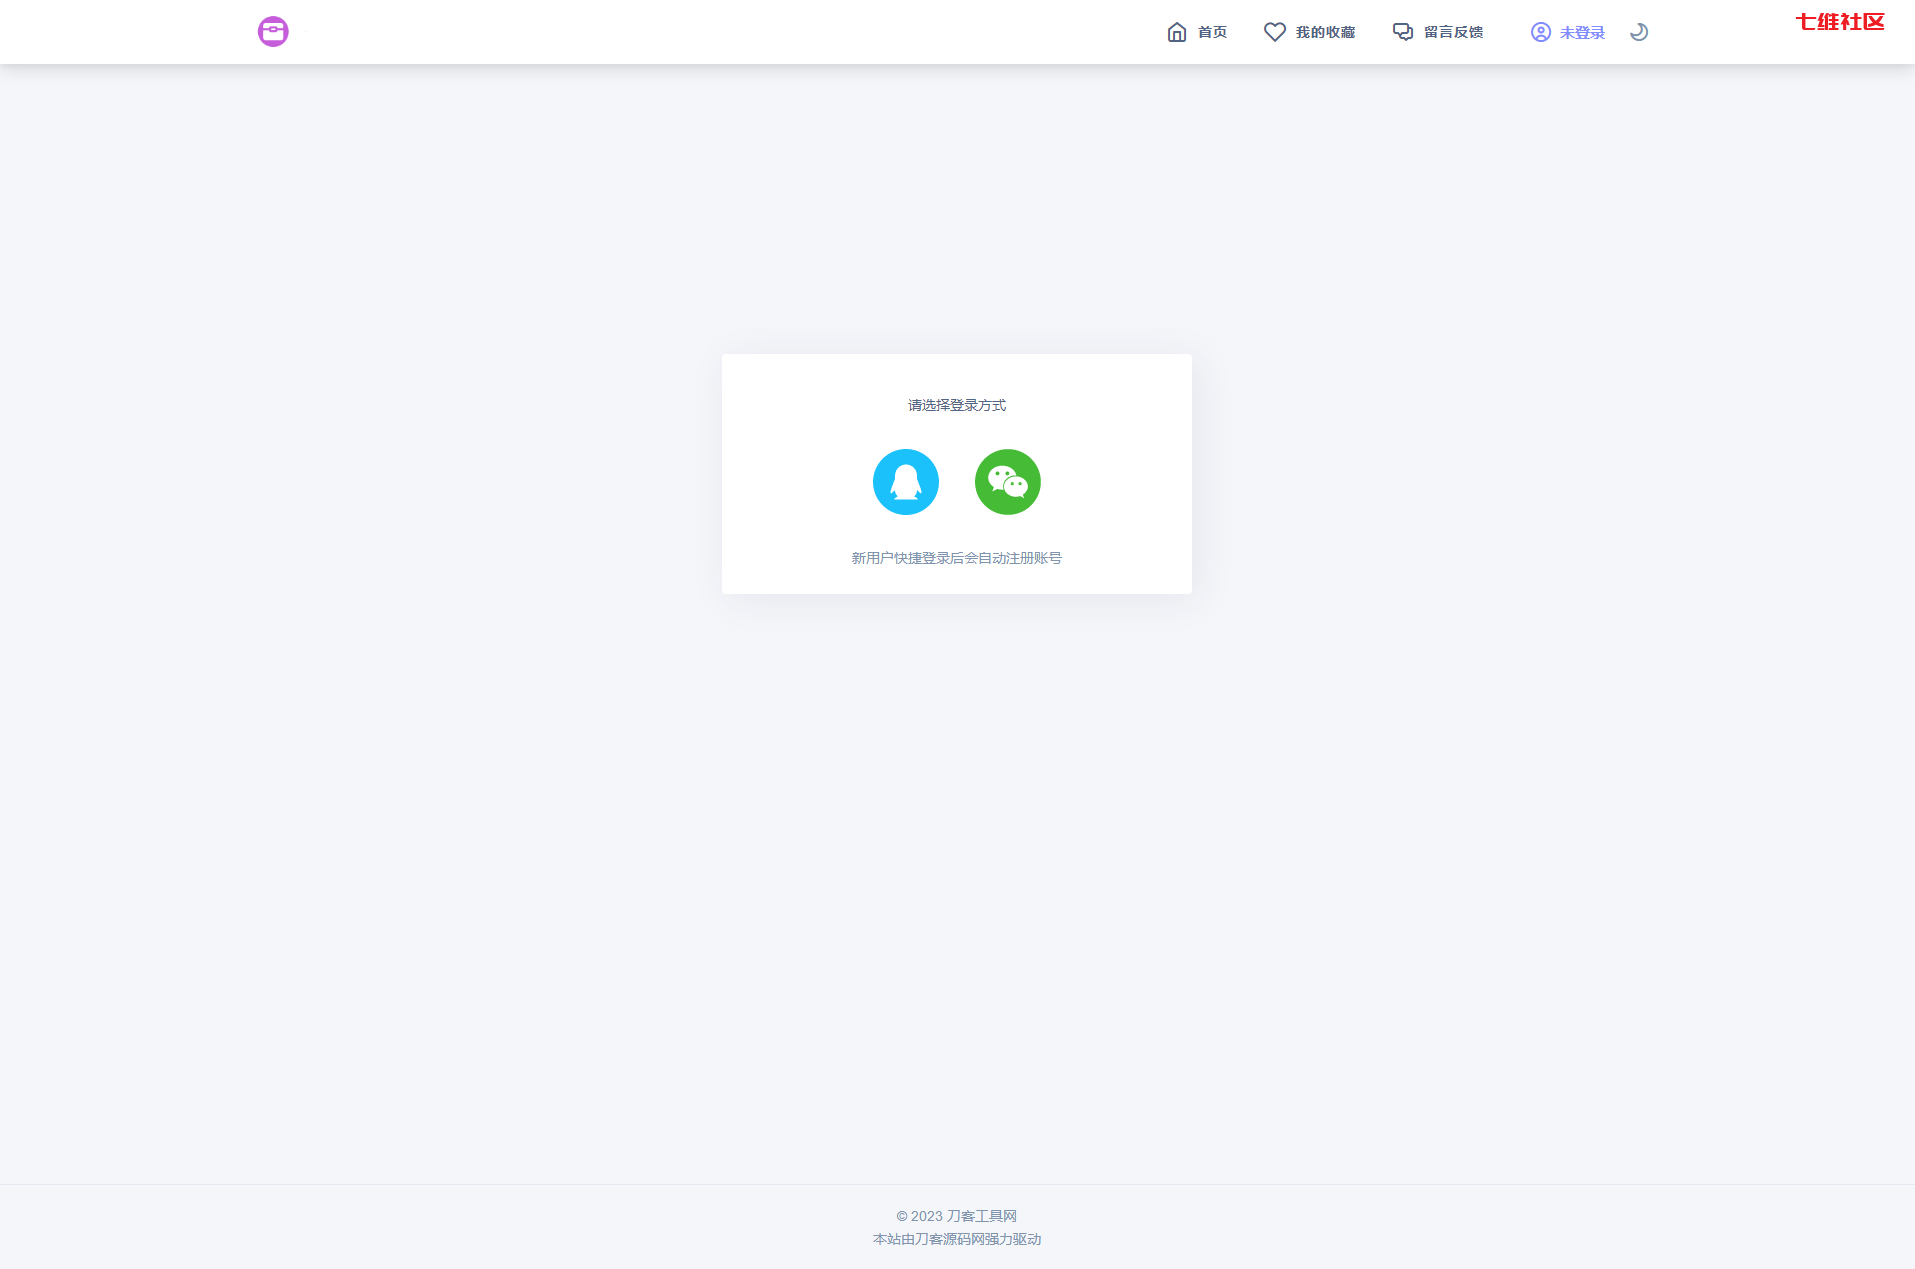 首页
我的收藏
留言反馈
未登录
七维社区
请选择登录方式
新用户快捷登录后会自动注册账号
© 2023 刀客工具网
本站由刀客源码网强力驱动